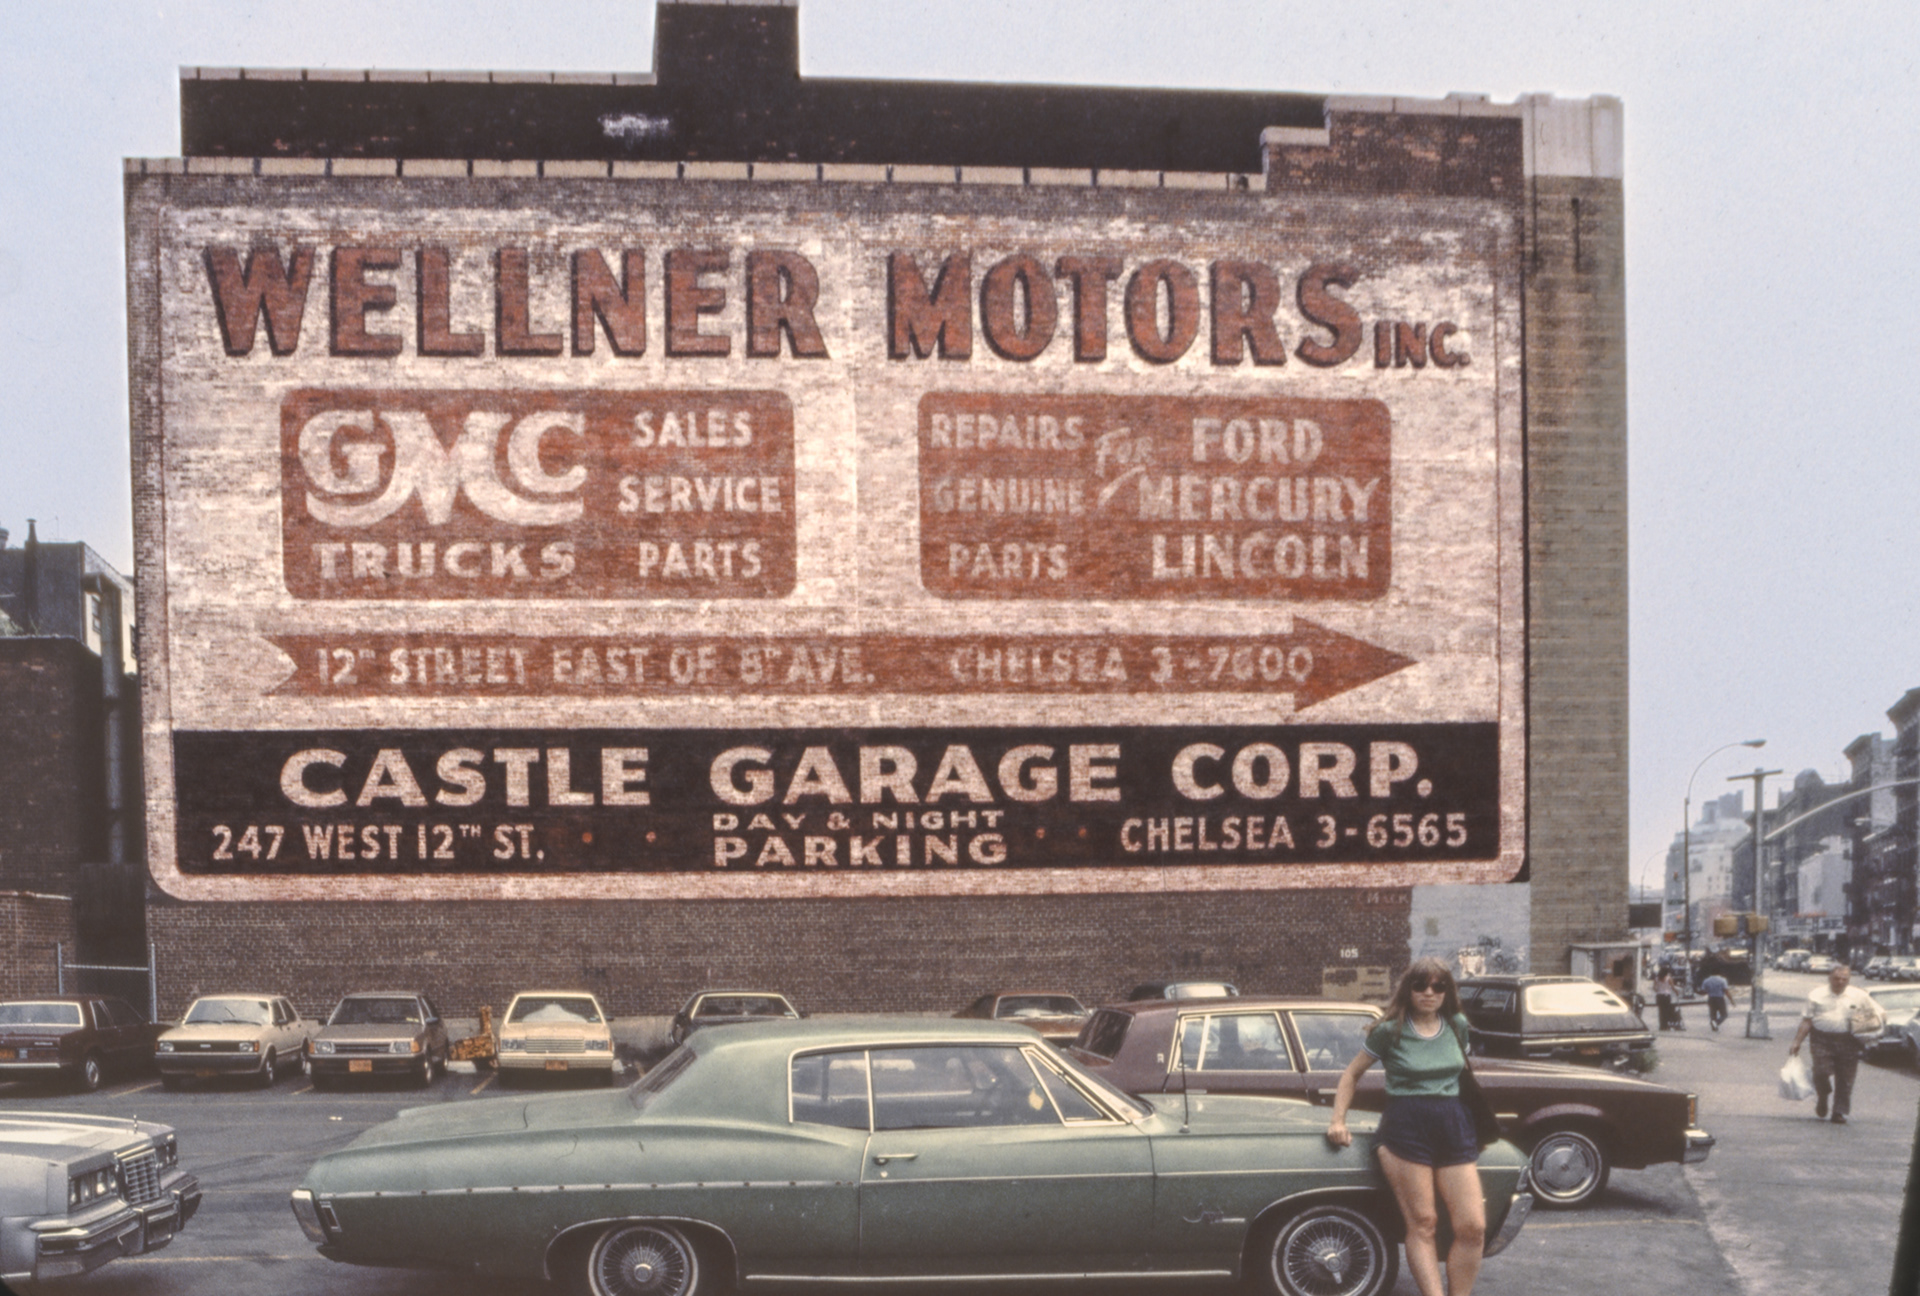 WELLNER MOTORS INC.
GMC
TRUCKS
SALES
SERVICE
PARTS
REPAIRS
GENUINE
PARTS
For
FORD
MERCURY
LINCOLN
12TH STREET EAST OF 8TH AVE. CHELSEA 3-7600
CASTLE GARAGE CORP.
247 WEST 12TH ST.
DAY & NIGHT
PARKING
CHELSEA 3-6565
105